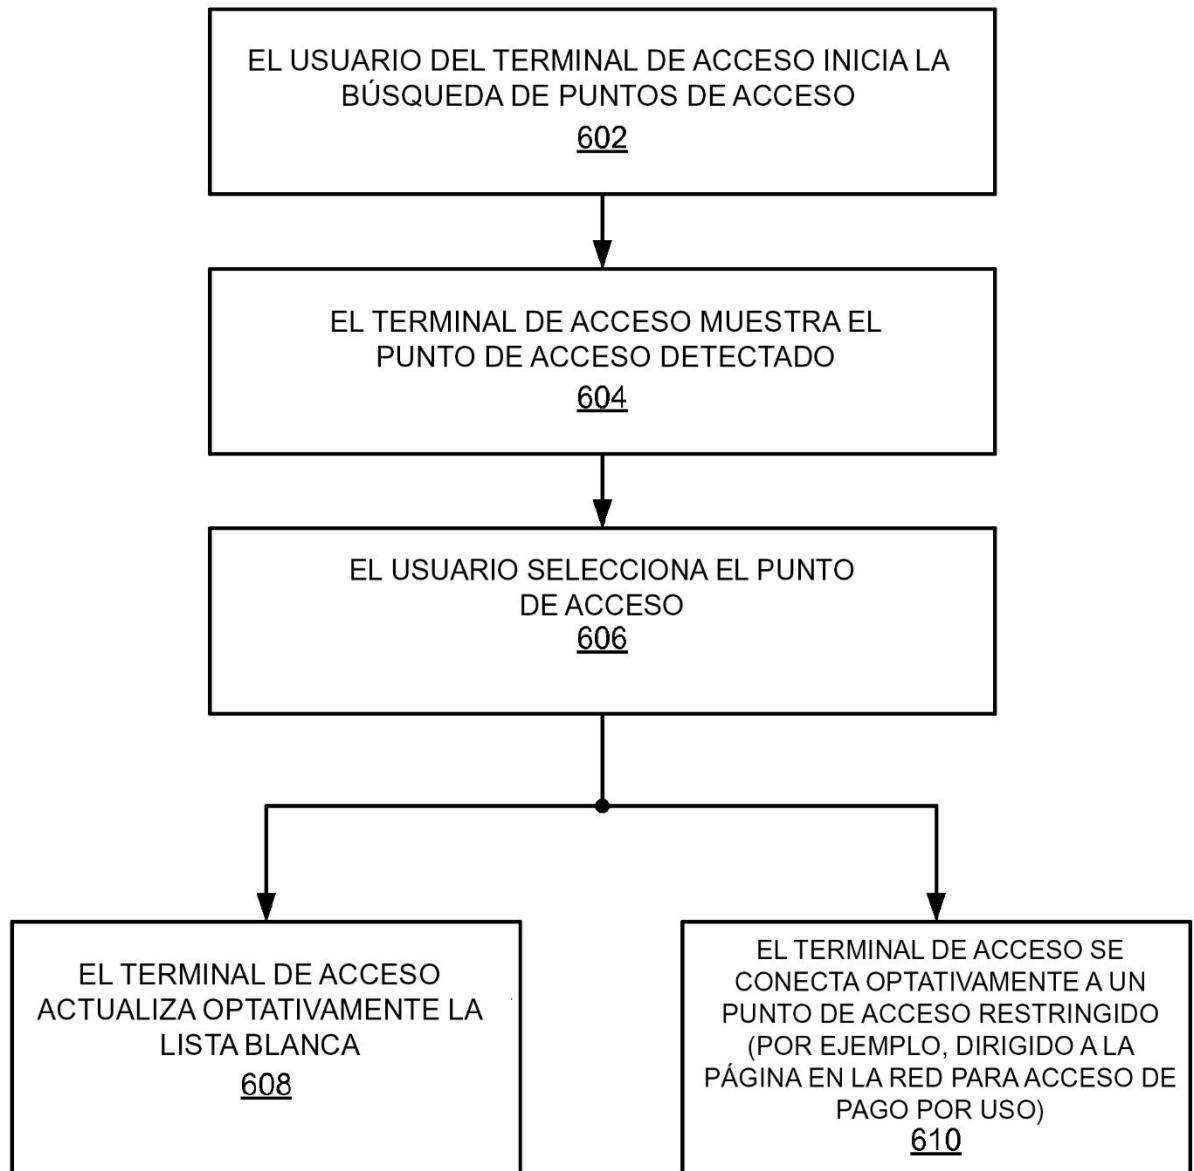 EL USUARIO DEL TERMINAL DE ACCESO INICIA LA
BÚSQUEDA DE PUNTOS DE ACCESO
602
EL TERMINAL DE ACCESO MUESTRA EL
PUNTO DE ACCESO DETECTADO
604
EL USUARIO SELECCIONA EL PUNTO
DE ACCESO
606
EL TERMINAL DE ACCESO
ACTUALIZA OPTATIVAMENTE LA
LISTA BLANCA
608
EL TERMINAL DE ACCESO SE
CONECTA OPTATIVAMENTE A UN
PUNTO DE ACCESO RESTRINGIDO
(POR EJEMPLO, DIRIGIDO A LA
PÁGINA EN LA RED PARA ACCESO DE
PAGO POR USO)
610